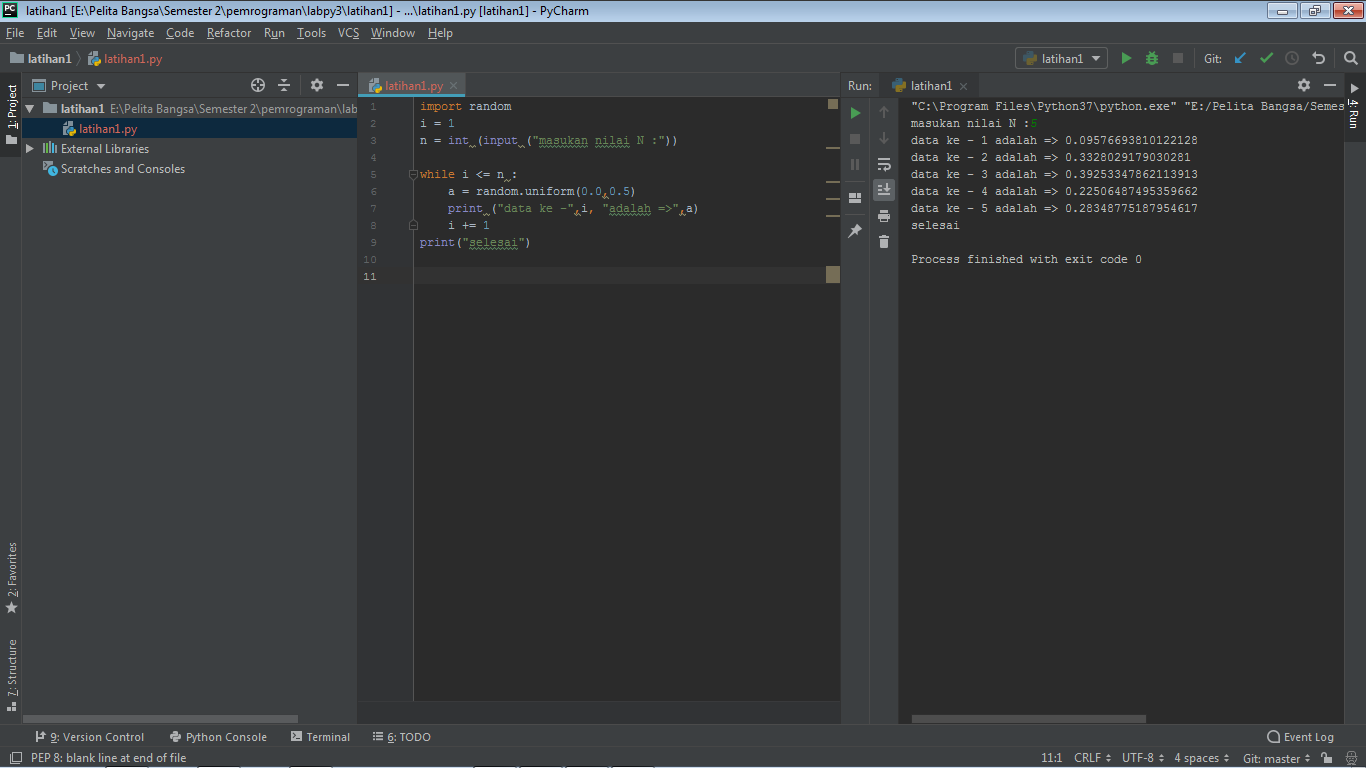 latihan1 [E:\Pelita Bangsa\Semester 2\pemrograman\labpy3\latihan1] - ...\latihan1.py [latihan1] - PyCharm
File Edit View Navigate Code Refactor Run Tools VCS Window Help
latihan1 latihan1.py
latihan1 Git:
Project
latihan1 E:\Pelita Bangsa\Semester 2\pemrograman\lab
latihan1.py
External Libraries
Scratches and Consoles
1: Project
2: Favorites
7: Structure
latihan1.py
1 import random
2 i = 1
3 n = int (input ("masukan nilai N :"))
4
5 while i <= n :
6 a = random.uniform(0.0,0.5)
7 print ("data ke -",i, "adalah =>",a)
8 i += 1
9 print("selesai")
10
11
Run: latihan1
"C:\Program Files\Python37\python.exe" "E:/Pelita Bangsa/Semes
masukan nilai N :5
data ke - 1 adalah => 0.09576693810122128
data ke - 2 adalah => 0.3328029179030281
data ke - 3 adalah => 0.39253347862113913
data ke - 4 adalah => 0.22506487495359662
data ke - 5 adalah => 0.28348775187954617
selesai
Process finished with exit code 0
4: Run
9: Version Control Python Console Terminal 6: TODO Event Log
PEP 8: blank line at end of file 11:1 CRLF UTF-8 4 spaces Git: master